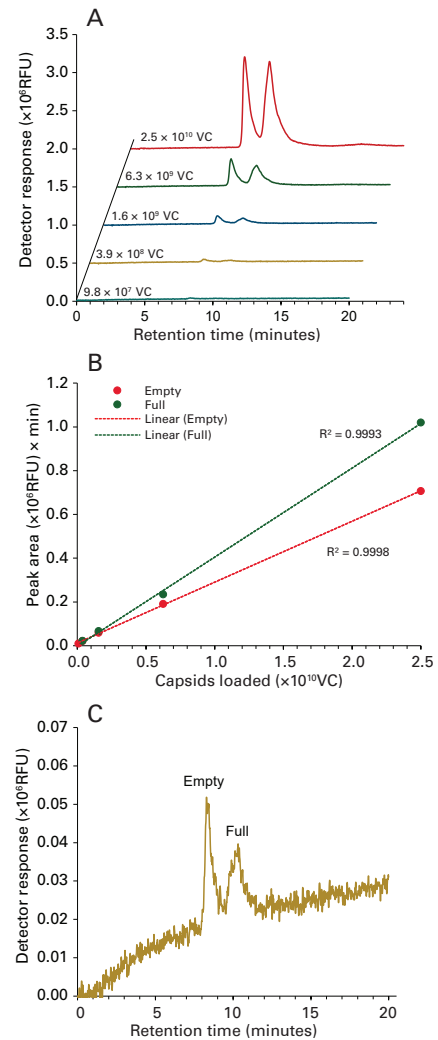 A
Detector response (×10⁶RFU)
3.5
3.0
2.5
2.0
1.5
1.0
0.5
0.0
2.5 × 10¹⁰ VC
6.3 × 10⁹ VC
1.6 × 10⁹ VC
3.9 × 10⁸ VC
9.8 × 10⁷ VC
0 5 10 15 20
Retention time (minutes)
B
Peak area (×10⁶RFU) × min)
1.2
1.0
0.8
0.6
0.4
0.2
0.0
Empty
Full
Linear (Empty)
Linear (Full)
R² = 0.9993
R² = 0.9998
0.0 0.5 1.0 1.5 2.0 2.5
Capsids loaded (×10¹⁰VC)
C
Detector response (×10⁶RFU)
0.07
0.06
0.05
0.04
0.03
0.02
0.01
0.00
Empty
Full
0 5 10 15 20
Retention time (minutes)